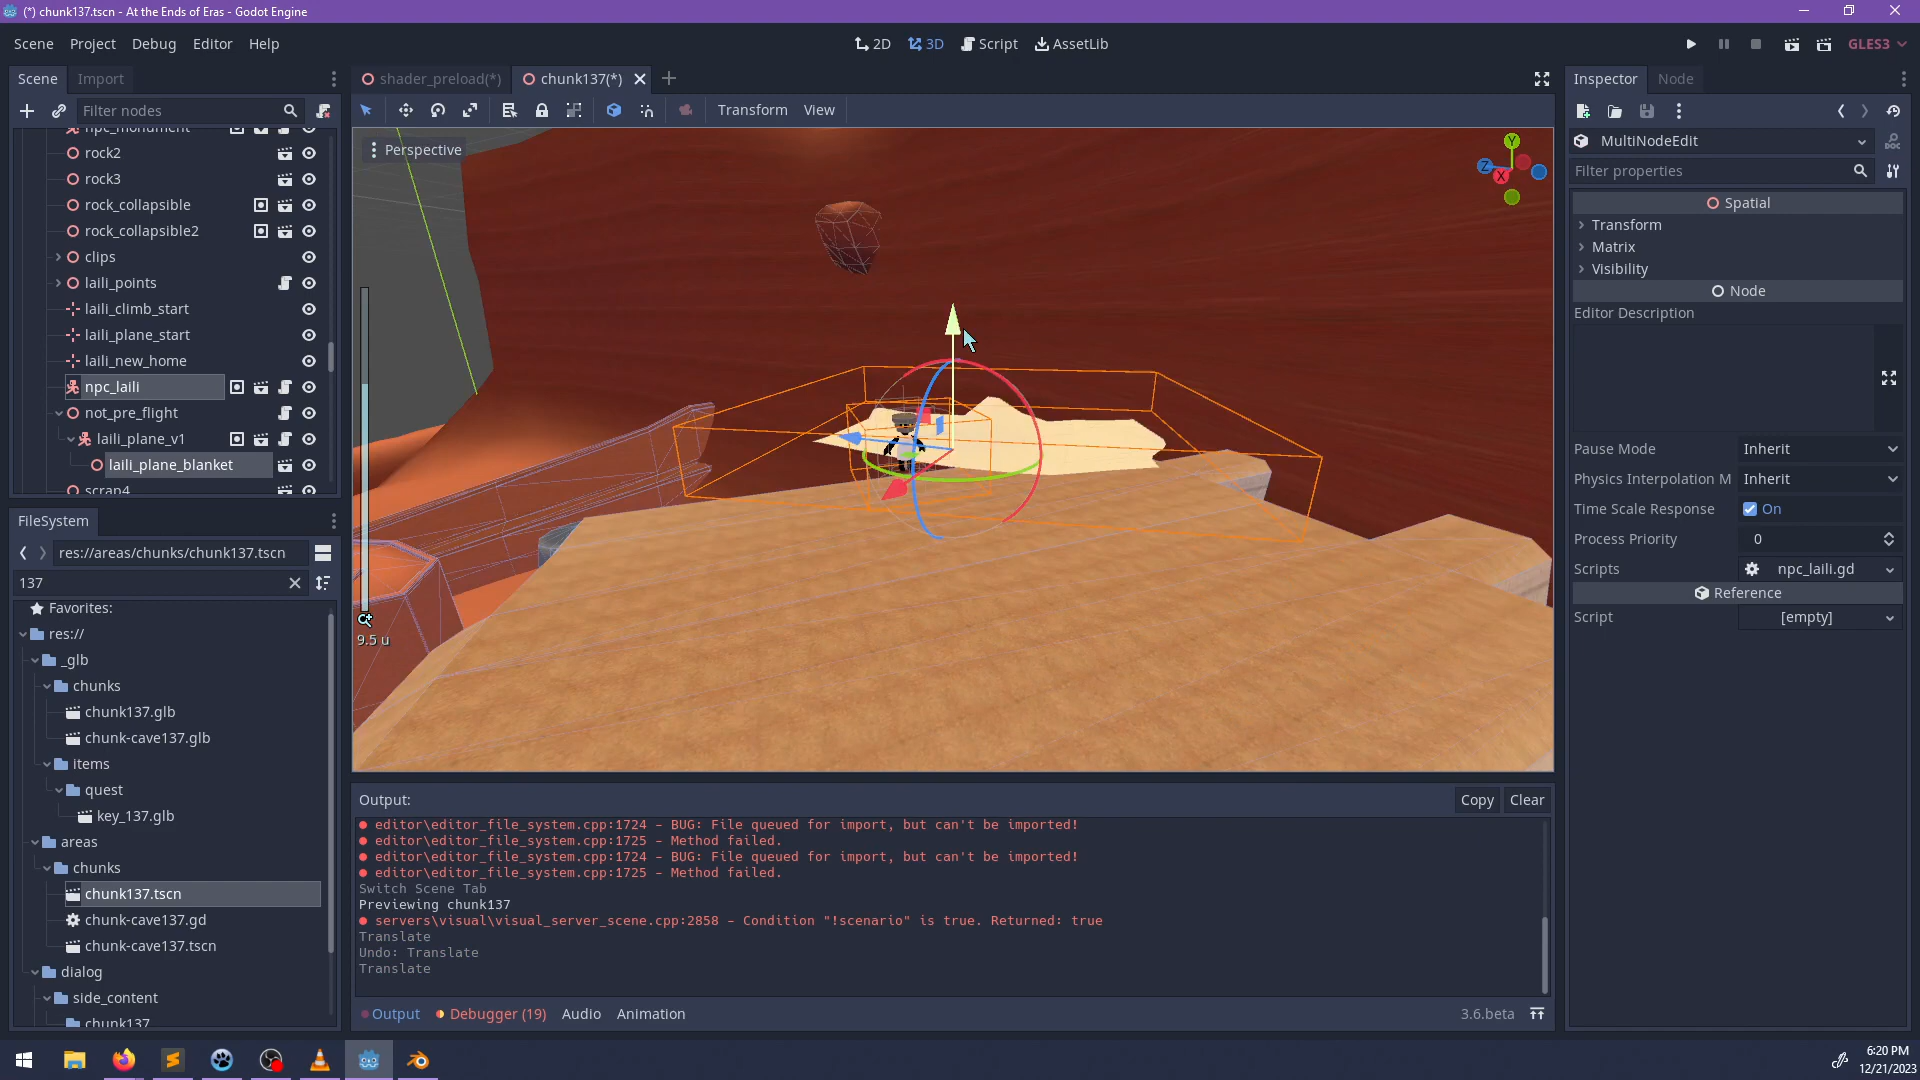 (*) chunk137.tscn - At the Ends of Eras - Godot Engine
Scene Project Debug Editor Help
2D 3D Script AssetLib
GLES3
Scene Import
Filter nodes
npc_monument
rock2
rock3
rock_collapsible
rock_collapsible2
clips
laili_points
laili_climb_start
laili_plane_start
laili_new_home
npc_laili
not_pre_flight
laili_plane_v1
laili_plane_blanket
scrap4
FileSystem
res://areas/chunks/chunk137.tscn
137
Favorites:
res://
_glb
chunks
chunk137.glb
chunk-cave137.glb
items
quest
key_137.glb
areas
chunks
chunk137.tscn
chunk-cave137.gd
chunk-cave137.tscn
dialog
side_content
chunk137
shader_preload(*)
chunk137(*)
Transform View
Perspective
Y
Z
X
9.5 u
Output:
Copy Clear
editor\editor_file_system.cpp:1724 - BUG: File queued for import, but can't be imported!
editor\editor_file_system.cpp:1725 - Method failed.
editor\editor_file_system.cpp:1724 - BUG: File queued for import, but can't be imported!
editor\editor_file_system.cpp:1725 - Method failed.
Switch Scene Tab
Previewing chunk137
servers\visual\visual_server_scene.cpp:2858 - Condition "!scenario" is true. Returned: true
Translate
Undo: Translate
Translate
Output Debugger (19) Audio Animation
3.6.beta
Inspector Node
MultiNodeEdit
Filter properties
Spatial
Transform
Matrix
Visibility
Node
Editor Description
Pause Mode Inherit
Physics Interpolation M Inherit
Time Scale Response On
Process Priority 0
Scripts npc_laili.gd
Reference
Script [empty]
6:20 PM
12/21/2023